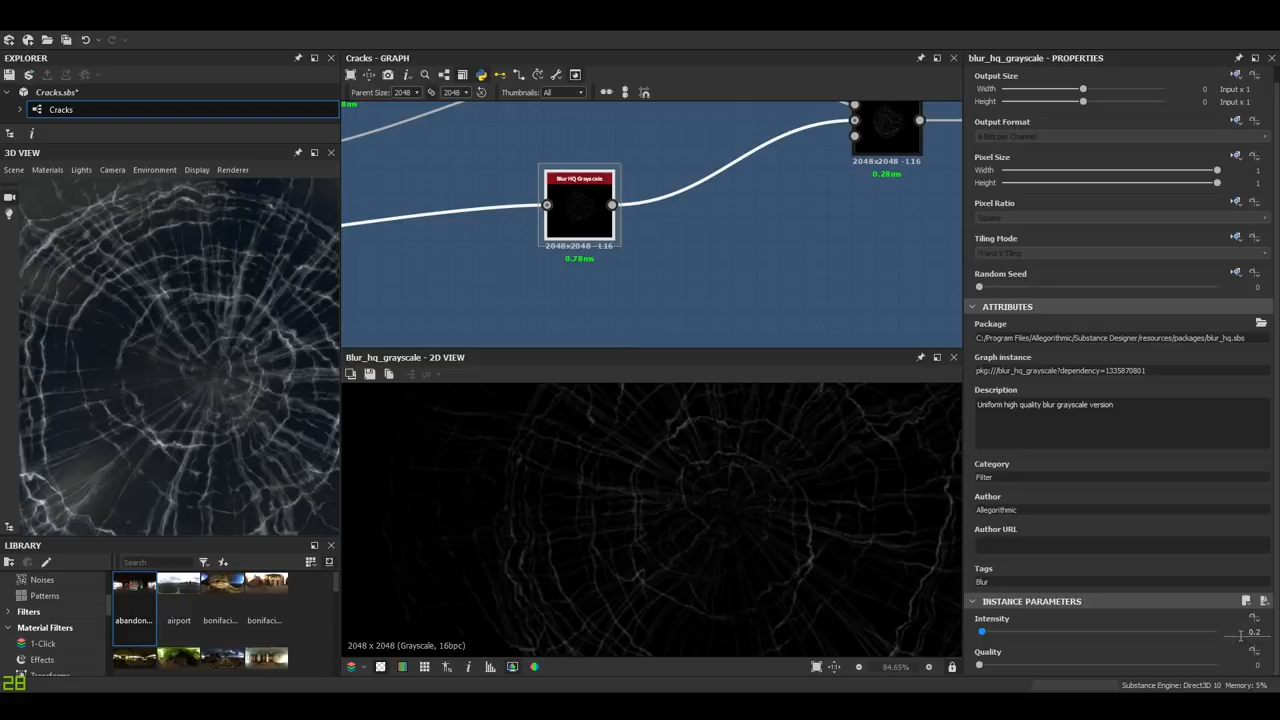 EXPLORER
Cracks.sbs*
Cracks
3D VIEW
Scene Materials Lights Camera Environment Display Renderer
LIBRARY
Search
Noises
Patterns
Filters
Material Filters
1-Click
Effects
abandon... airport bonifaci... bonifaci...
28
Cracks - GRAPH
Parent Size: 2048 2048 Thumbnails: All
Blur HQ Grayscale
2048x2048 - L16
0.78ms
2048x2048 - L16
0.28ms
Blur_hq_grayscale - 2D VIEW
UV
2048 x 2048 (Grayscale, 16bpc)
84.65%
blur_hq_grayscale - PROPERTIES
Output Size
Width 0 Input x 1
Height 0 Input x 1
Output Format
Pixel Size
Width 1
Height 1
Pixel Ratio
Square
Tiling Mode
Random Seed
0
ATTRIBUTES
Package
C:/Program Files/Allegorithmic/Substance Designer/resources/packages/blur_hq.sbs
Graph instance
pkg:///blur_hq_grayscale?dependency=1335870801
Description
Uniform high quality blur grayscale version
Category
Filter
Author
Allegorithmic
Author URL
Tags
Blur
INSTANCE PARAMETERS
Intensity
0.2
Quality
0
Substance Engine: Direct3D 10 Memory: 5%